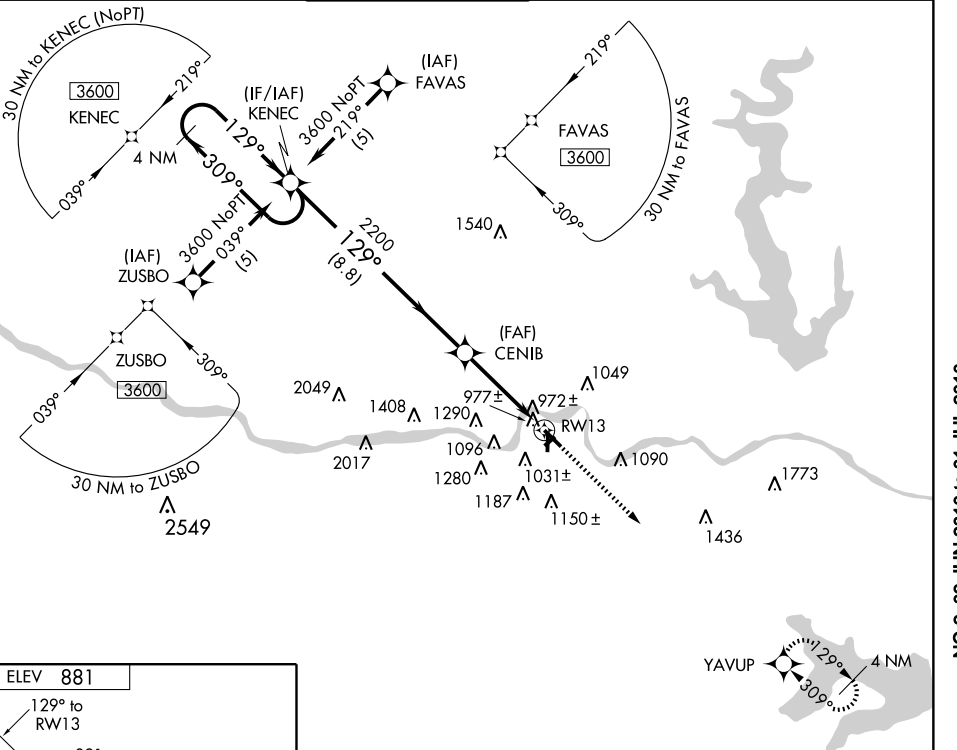 30 NM to KENEC (NoPT)
219°
3600
KENEC
039°
4 NM
129°
309°
(IF/IAF)
KENEC
(IAF)
FAVAS
3600 NoPT
219°
(5)
219°
FAVAS
3600
309°
30 NM to FAVAS
1540
3600 NoPT
039°
(5)
(IAF)
ZUSBO
2200
129°
(8.8)
(FAF)
CENIB
ZUSBO
3600
039°
309°
30 NM to ZUSBO
2549
2049
1408
2017
1290
977±
972±
1049
RW13
1096
1280
1031±
1187
1150±
1090
1773
1436
YAVUP
129°
309°
4 NM
ELEV 881
129° to
RW13